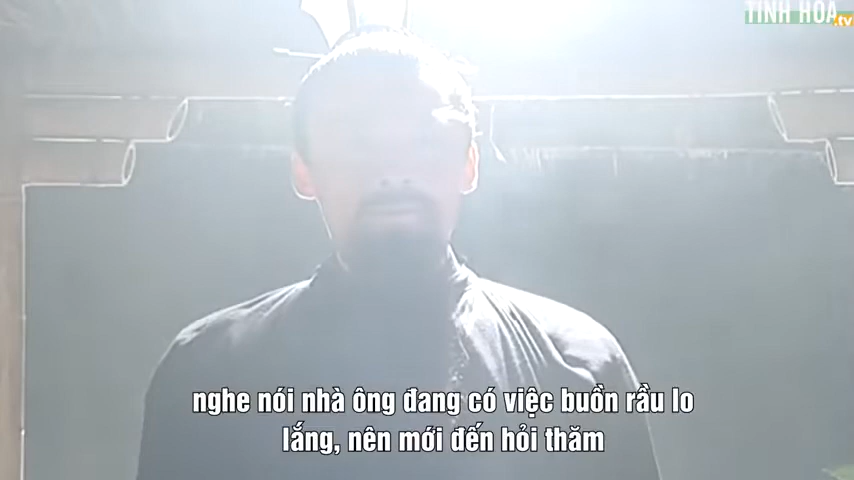 TINH HOA
.tv
nghe nói nhà ông đang có việc buồn rầu lo
lắng, nên mới đến hỏi thăm